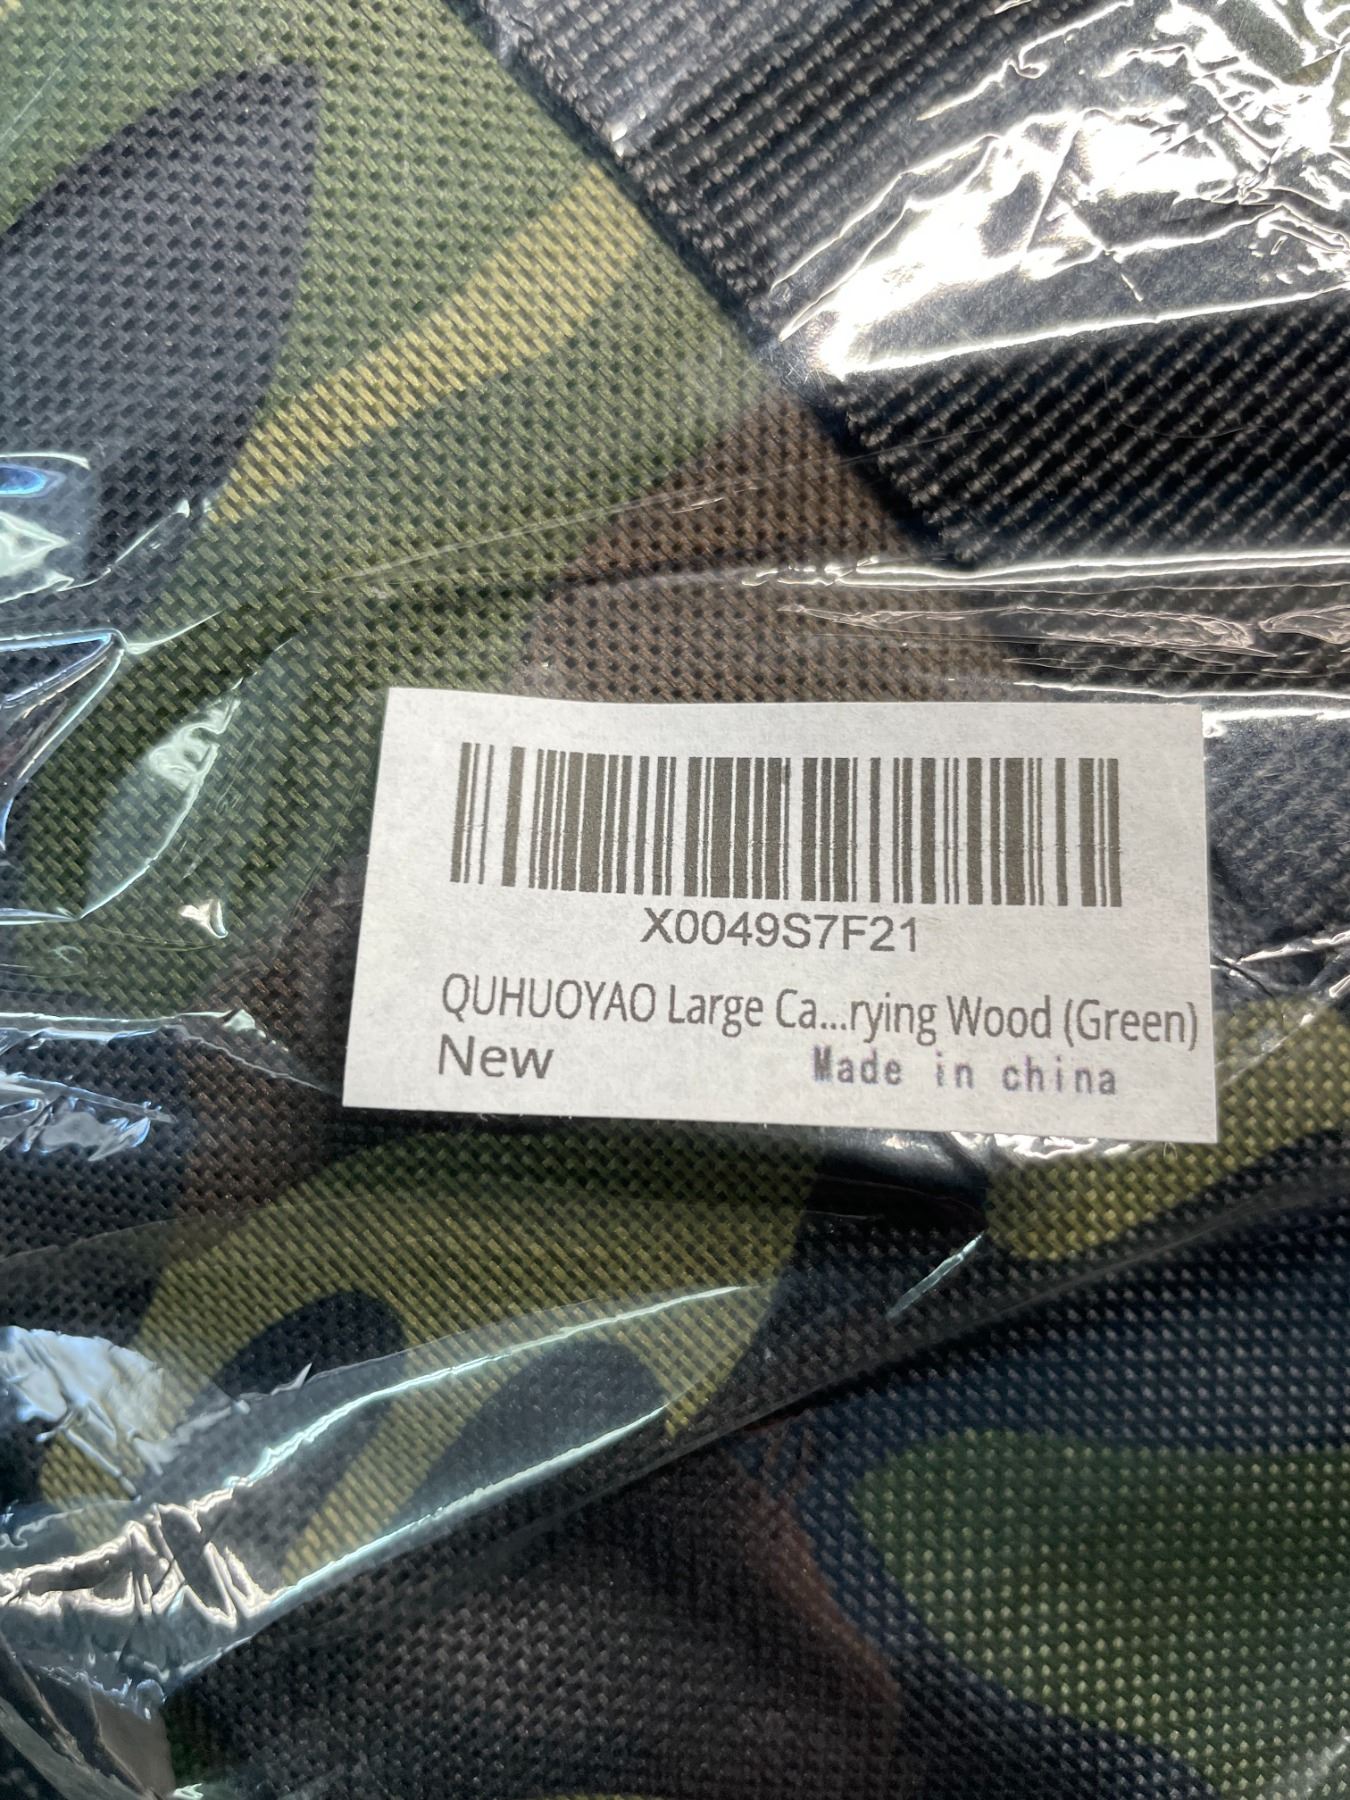 X0049S7F21
QUHUOYAO Large Ca...rying Wood (Green)
New Made in china